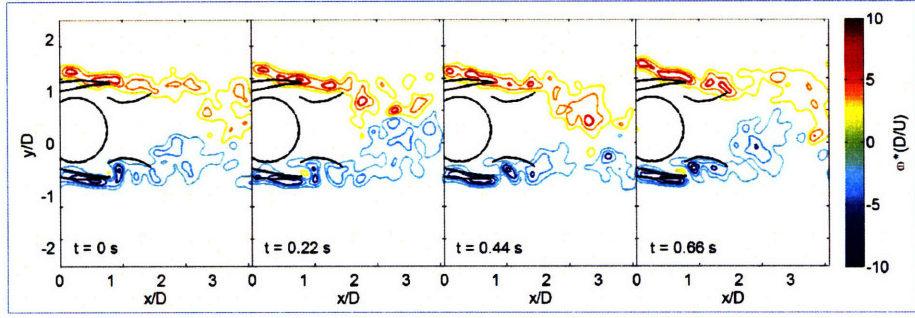 2
1
0
-1
-2
y/D
t = 0 s
t = 0.22 s
t = 0.44 s
t = 0.66 s
0 1 2 3
0 1 2 3
0 1 2 3
0 1 2 3
x/D
x/D
x/D
x/D
10
5
0
-5
-10
ω*(D/U)